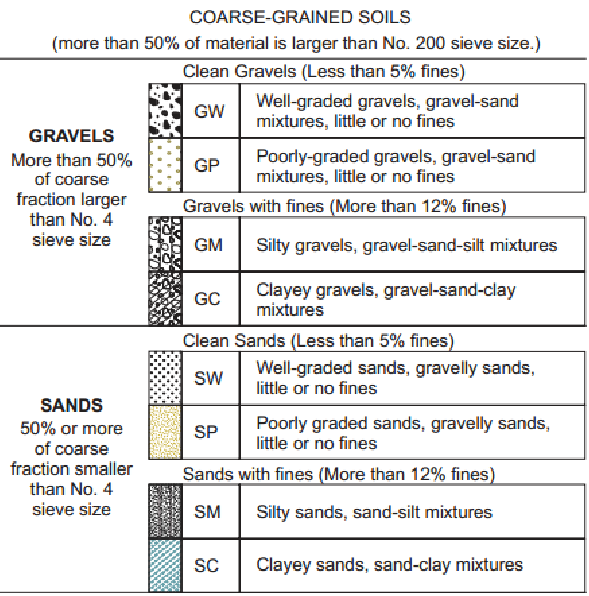 COARSE-GRAINED SOILS
(more than 50% of material is larger than No. 200 sieve size.)
Clean Gravels (Less than 5% fines)
GRAVELS
More than 50%
of coarse
fraction larger
than No. 4
sieve size
GW
Well-graded gravels, gravel-sand
mixtures, little or no fines
GP
Poorly-graded gravels, gravel-sand
mixtures, little or no fines
Gravels with fines (More than 12% fines)
GM
Silty gravels, gravel-sand-silt mixtures
GC
Clayey gravels, gravel-sand-clay
mixtures
Clean Sands (Less than 5% fines)
SANDS
50% or more
of coarse
fraction smaller
than No. 4
sieve size
SW
Well-graded sands, gravelly sands,
little or no fines
SP
Poorly graded sands, gravelly sands,
little or no fines
Sands with fines (More than 12% fines)
SM
Silty sands, sand-silt mixtures
SC
Clayey sands, sand-clay mixtures